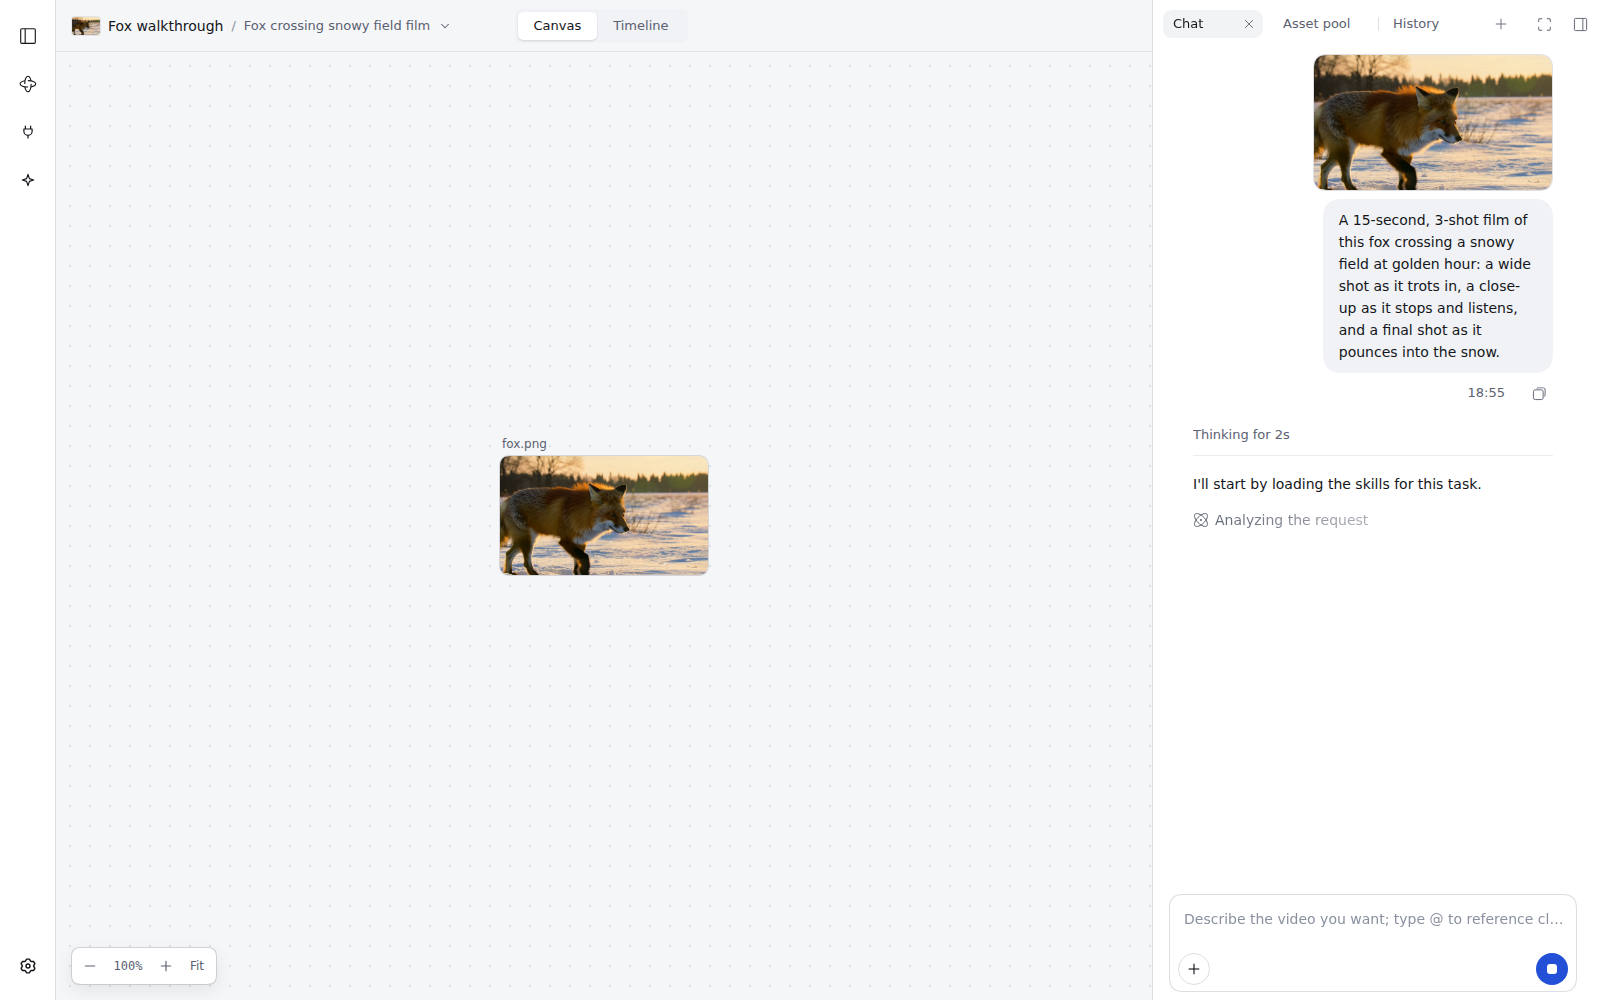 Fox walkthrough / Fox crossing snowy field film
Canvas
Timeline
Chat
Asset pool
History
A 15-second, 3-shot film of
this fox crossing a snowy
field at golden hour: a wide
shot as it trots in, a close-
up as it stops and listens,
and a final shot as it
pounces into the snow.
18:55
Thinking for 2s
I'll start by loading the skills for this task.
Analyzing the request
fox.png
100%
Fit
Describe the video you want; type @ to reference cl…